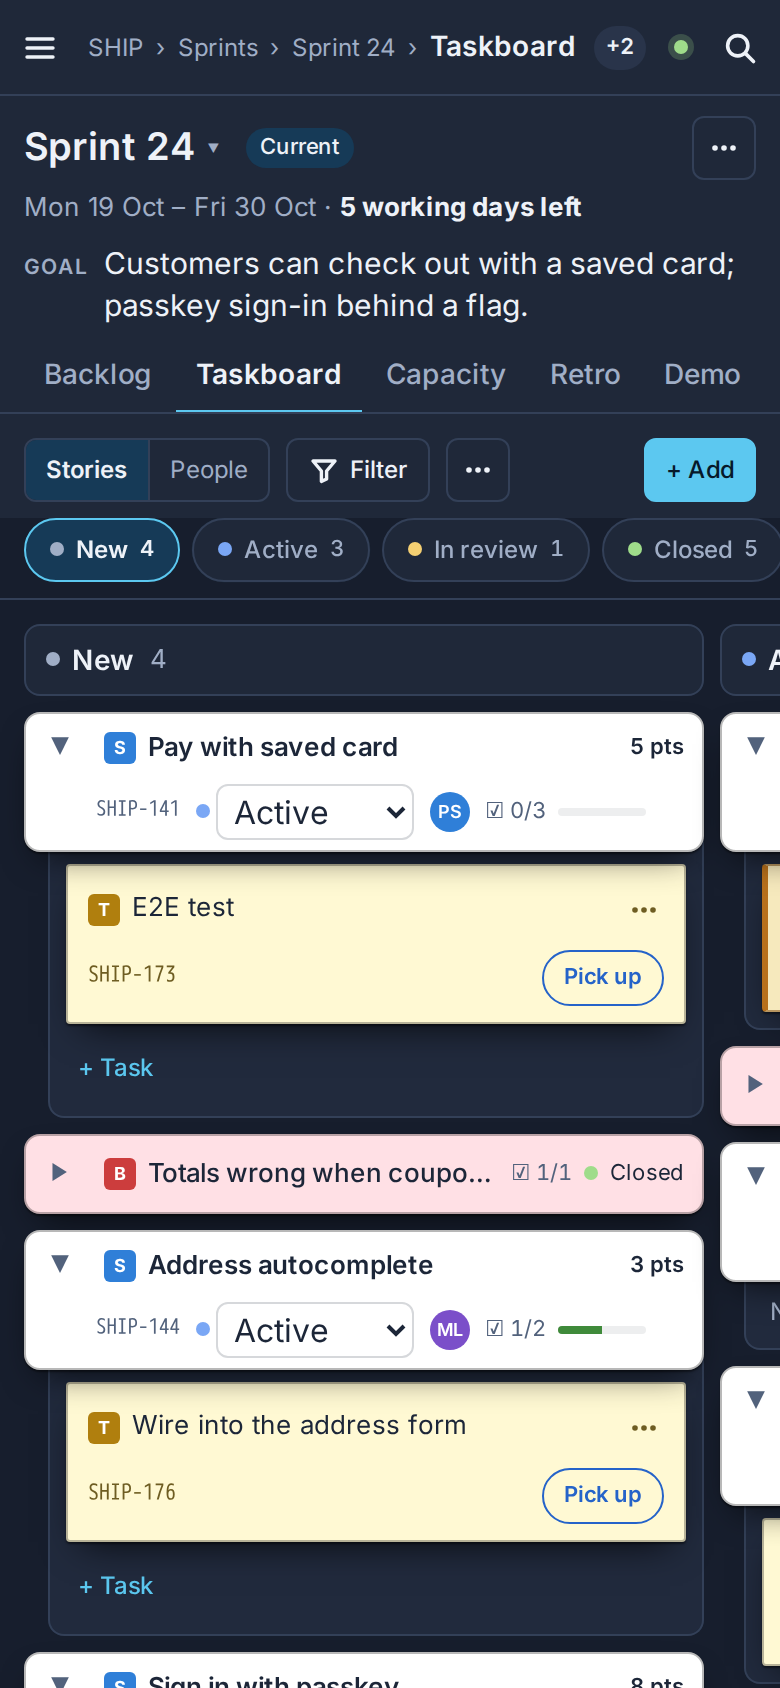 SHIP › Sprints › Sprint 24 › Taskboard +2
Sprint 24 Current
Mon 19 Oct – Fri 30 Oct · 5 working days left
GOAL Customers can check out with a saved card;
passkey sign-in behind a flag.
Backlog Taskboard Capacity Retro Demo
Stories People Filter + Add
New 4 Active 3 In review 1 Closed 5
New 4
S Pay with saved card 5 pts
SHIP-141 Active PS 0/3
T E2E test
SHIP-173 Pick up
+ Task
B Totals wrong when coupo... 1/1 Closed
S Address autocomplete 3 pts
SHIP-144 Active ML 1/2
T Wire into the address form
SHIP-176 Pick up
+ Task
S Sign in with passkey 8 pts